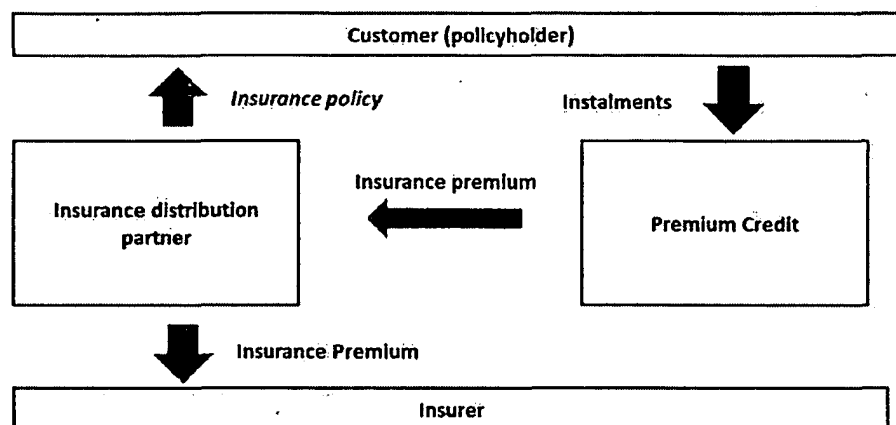 Customer (policyholder)
Insurance policy
Instalments
Insurance distribution
partner
Insurance premium
Premium Credit
Insurance Premium
Insurer